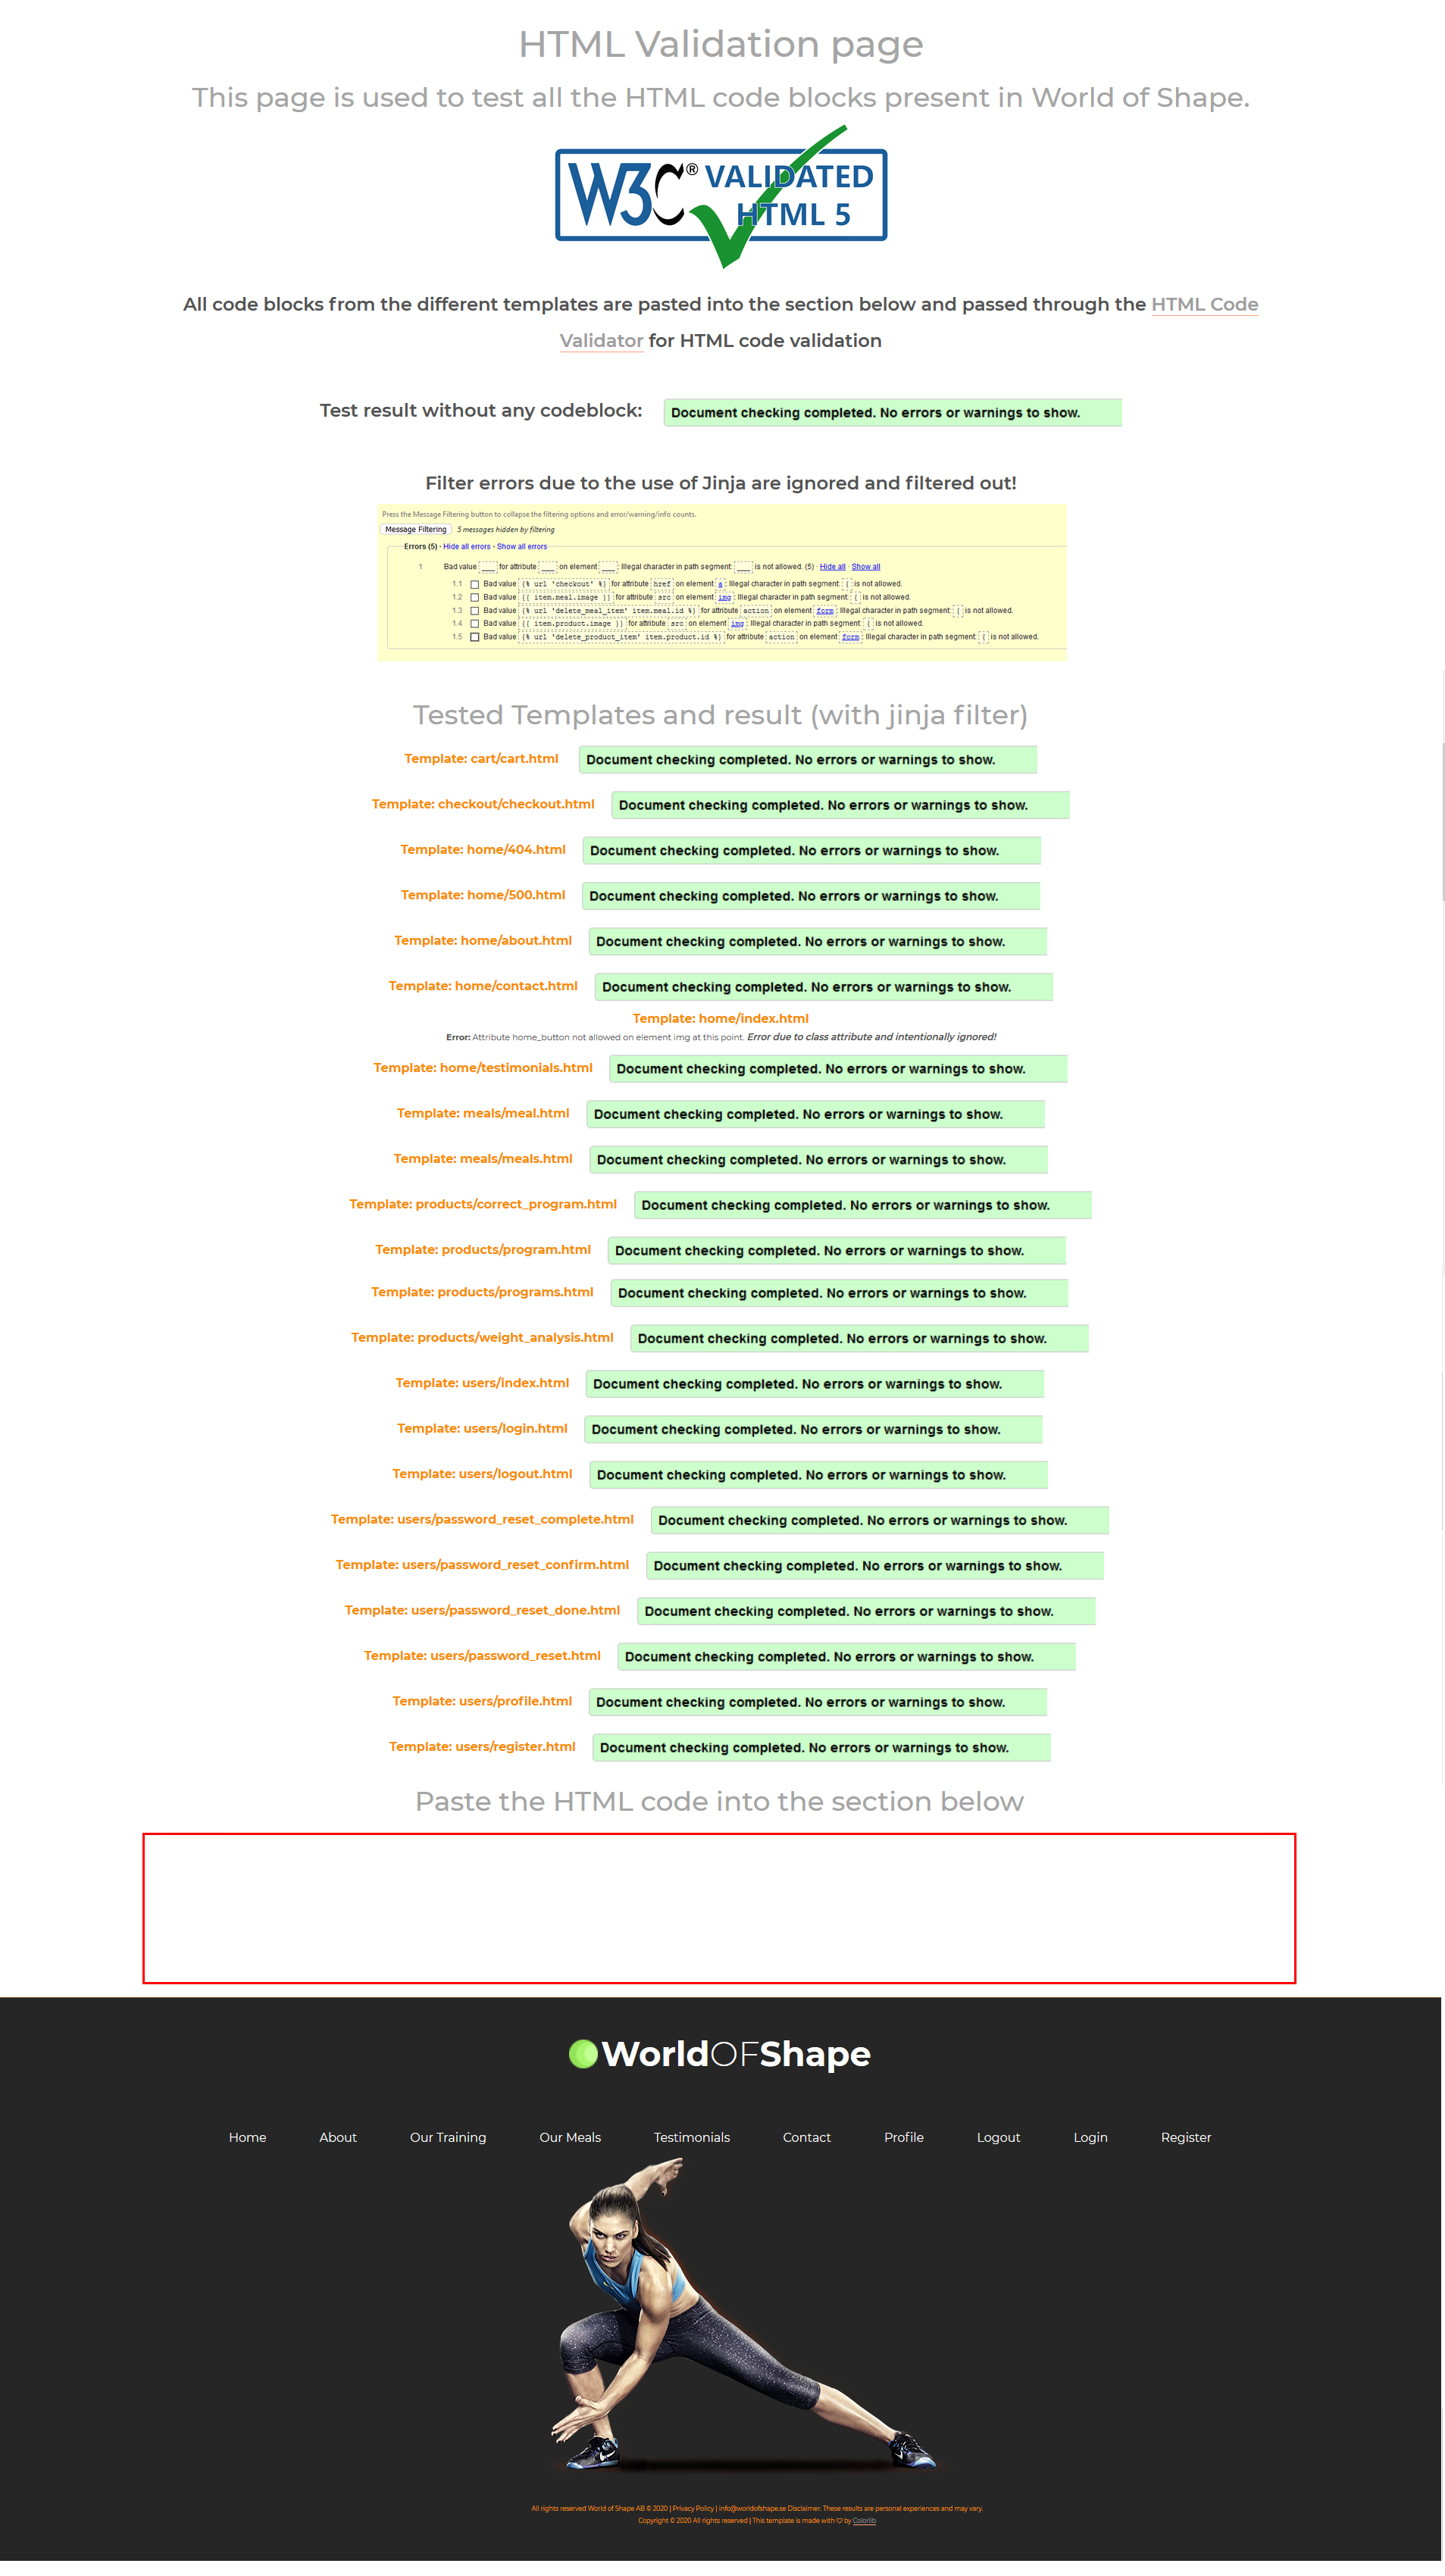 HTML Validation page
This page is used to test all the HTML code blocks present in World of Shape.
W3C® VALIDATED
HTML 5
All code blocks from the different templates are pasted into the section below and passed through the HTML Code
Validator for HTML code validation
Test result without any codeblock: Document checking completed. No errors or warnings to show.
Filter errors due to the use of Jinja are ignored and filtered out!
Press the Message Filtering button to collapse the filtering options and error/warning/info counts.
Message Filtering 5 messages hidden by filtering
Errors (5) · Hide all errors · Show all errors
1 Bad value ___ for attribute ___ on element ___: Illegal character in path segment: ___ is not allowed. (5) · Hide all · Show all
1.1 Bad value {% url 'checkout' %} for attribute href on element a: Illegal character in path segment: { is not allowed.
1.2 Bad value {{ item.meal.image }} for attribute src on element img: Illegal character in path segment: { is not allowed.
1.3 Bad value {% url 'delete_meal_item' item.meal.id %} for attribute action on element form: Illegal character in path segment: { is not allowed.
1.4 Bad value {{ item.product.image }} for attribute src on element img: Illegal character in path segment: { is not allowed.
1.5 Bad value {% url 'delete_product_item' item.product.id %} for attribute action on element form: Illegal character in path segment: { is not allowed.
Tested Templates and result (with jinja filter)
Template: cart/cart.html Document checking completed. No errors or warnings to show.
Template: checkout/checkout.html Document checking completed. No errors or warnings to show.
Template: home/404.html Document checking completed. No errors or warnings to show.
Template: home/500.html Document checking completed. No errors or warnings to show.
Template: home/about.html Document checking completed. No errors or warnings to show.
Template: home/contact.html Document checking completed. No errors or warnings to show.
Template: home/index.html
Error: Attribute home_button not allowed on element img at this point. Error due to class attribute and intentionally ignored!
Template: home/testimonials.html Document checking completed. No errors or warnings to show.
Template: meals/meal.html Document checking completed. No errors or warnings to show.
Template: meals/meals.html Document checking completed. No errors or warnings to show.
Template: products/correct_program.html Document checking completed. No errors or warnings to show.
Template: products/program.html Document checking completed. No errors or warnings to show.
Template: products/programs.html Document checking completed. No errors or warnings to show.
Template: products/weight_analysis.html Document checking completed. No errors or warnings to show.
Template: users/index.html Document checking completed. No errors or warnings to show.
Template: users/login.html Document checking completed. No errors or warnings to show.
Template: users/logout.html Document checking completed. No errors or warnings to show.
Template: users/password_reset_complete.html Document checking completed. No errors or warnings to show.
Template: users/password_reset_confirm.html Document checking completed. No errors or warnings to show.
Template: users/password_reset_done.html Document checking completed. No errors or warnings to show.
Template: users/password_reset.html Document checking completed. No errors or warnings to show.
Template: users/profile.html Document checking completed. No errors or warnings to show.
Template: users/register.html Document checking completed. No errors or warnings to show.
Paste the HTML code into the section below
WorldOFShape
Home About Our Training Our Meals Testimonials Contact Profile Logout Login Register
All rights reserved World of Shape AB © 2020 | Privacy Policy | info@worldofshape.se Disclaimer: These results are personal experiences and may vary.
Copyright © 2020 All rights reserved | This template is made with ♡ by Colorlib